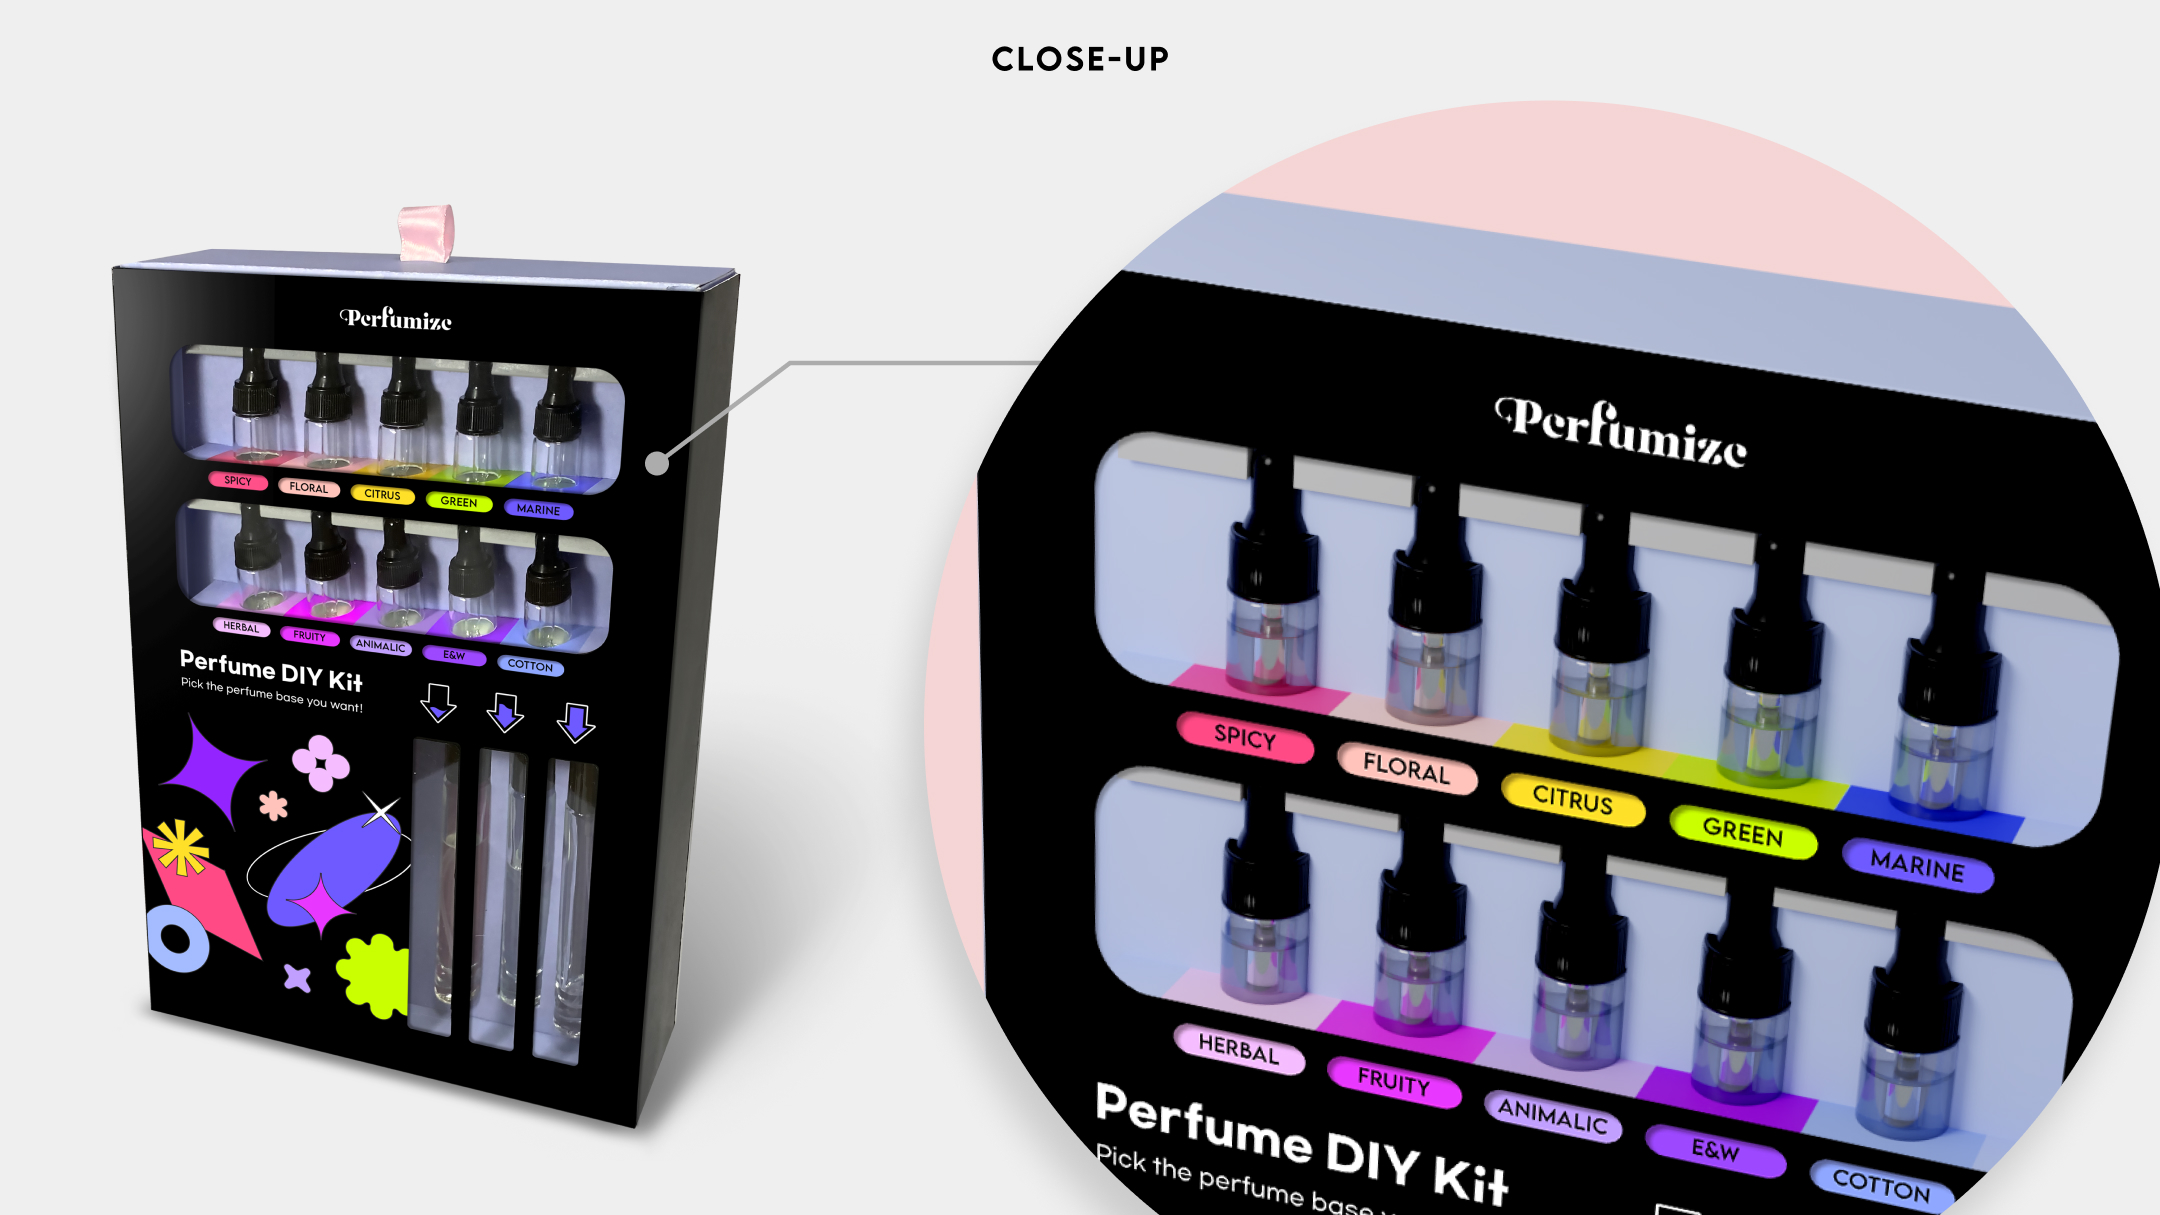 CLOSE-UP
Perfumize
SPICY
FLORAL
CITRUS
GREEN
MARINE
HERBAL
FRUITY
ANIMALIC
E&W
COTTON
Perfume DIY Kit
Pick the perfume base you want!
Perfumize
SPICY
FLORAL
CITRUS
GREEN
MARINE
HERBAL
FRUITY
ANIMALIC
E&W
COTTON
Perfume DIY Kit
Pick the perfume base